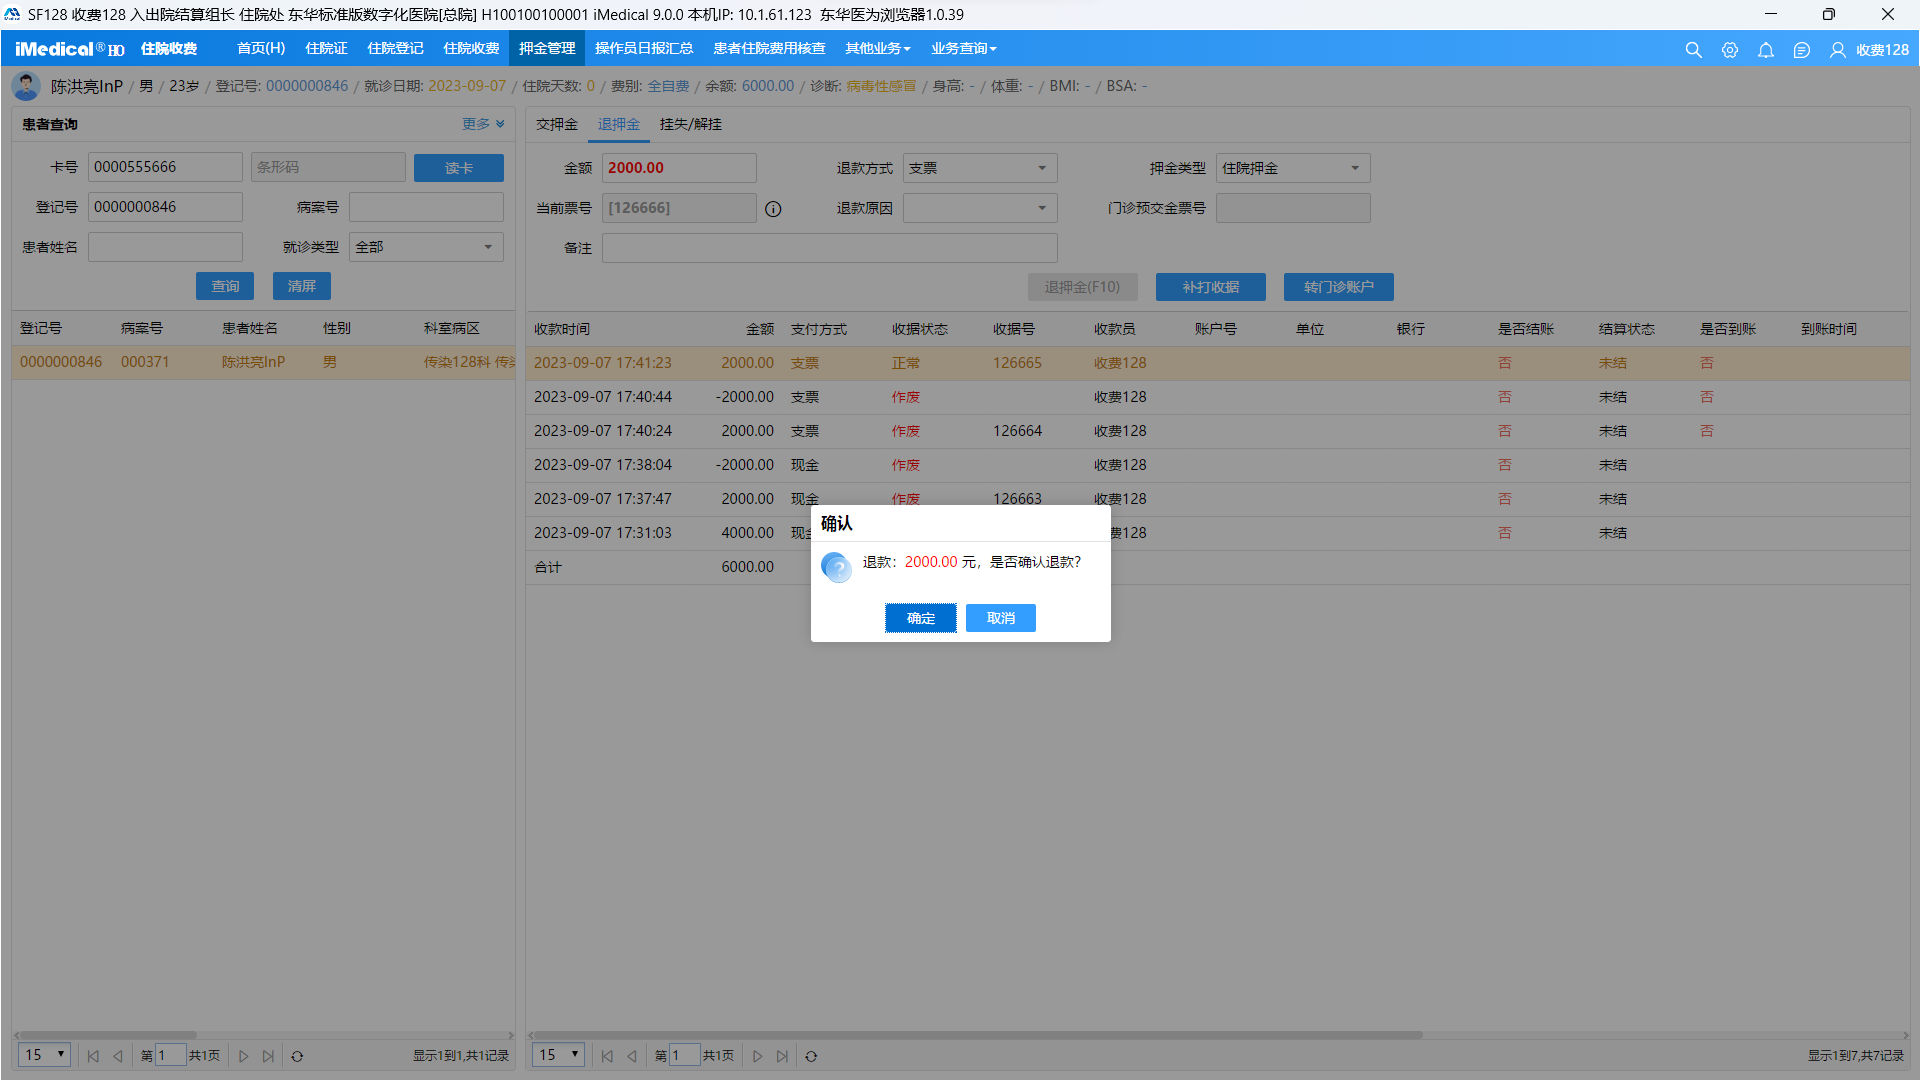 SF128 收费128 入出院结算组长 住院处 东华标准版数字化医院[总院] H100100100001 iMedical 9.0.0 本机IP: 10.1.61.123  东华医为浏览器1.0.39
iMedical® HO 住院收费 首页(H) 住院证 住院登记 住院收费 押金管理 操作员日报汇总 患者住院费用核查 其他业务 业务查询 收费128
陈洪亮InP / 男 / 23岁 / 登记号: 0000000846 / 就诊日期: 2023-09-07 / 住院天数: 0 / 费别: 全自费 / 余额: 6000.00 / 诊断: 病毒性感冒 / 身高: - / 体重: - / BMI: - / BSA: -
患者查询 更多
卡号 0000555666 条形码 读卡
登记号 0000000846 病案号
患者姓名 就诊类型 全部
查询 清屏
登记号 病案号 患者姓名 性别 科室病区
0000000846 000371 陈洪亮InP 男 传染128科 传染
15 第 1 共1页 显示1到1,共1记录
交押金 退押金 挂失/解挂
金额 2000.00 退款方式 支票 押金类型 住院押金
当前票号 [126666] 退款原因 门诊预交金票号
备注
退押金(F10) 补打收据 转门诊账户
收款时间 金额 支付方式 收据状态 收据号 收款员 账户号 单位 银行 是否结账 结算状态 是否到账 到账时间
2023-09-07 17:41:23 2000.00 支票 正常 126665 收费128 否 未结 否
2023-09-07 17:40:44 -2000.00 支票 作废 收费128 否 未结 否
2023-09-07 17:40:24 2000.00 支票 作废 126664 收费128 否 未结 否
2023-09-07 17:38:04 -2000.00 现金 作废 收费128 否 未结
2023-09-07 17:37:47 2000.00 现金 作废 126663 收费128 否 未结
2023-09-07 17:31:03 4000.00 现金 费128 否 未结
合计 6000.00
确认
退款：2000.00 元，是否确认退款？
确定 取消
15 第 1 共1页 显示1到7,共7记录